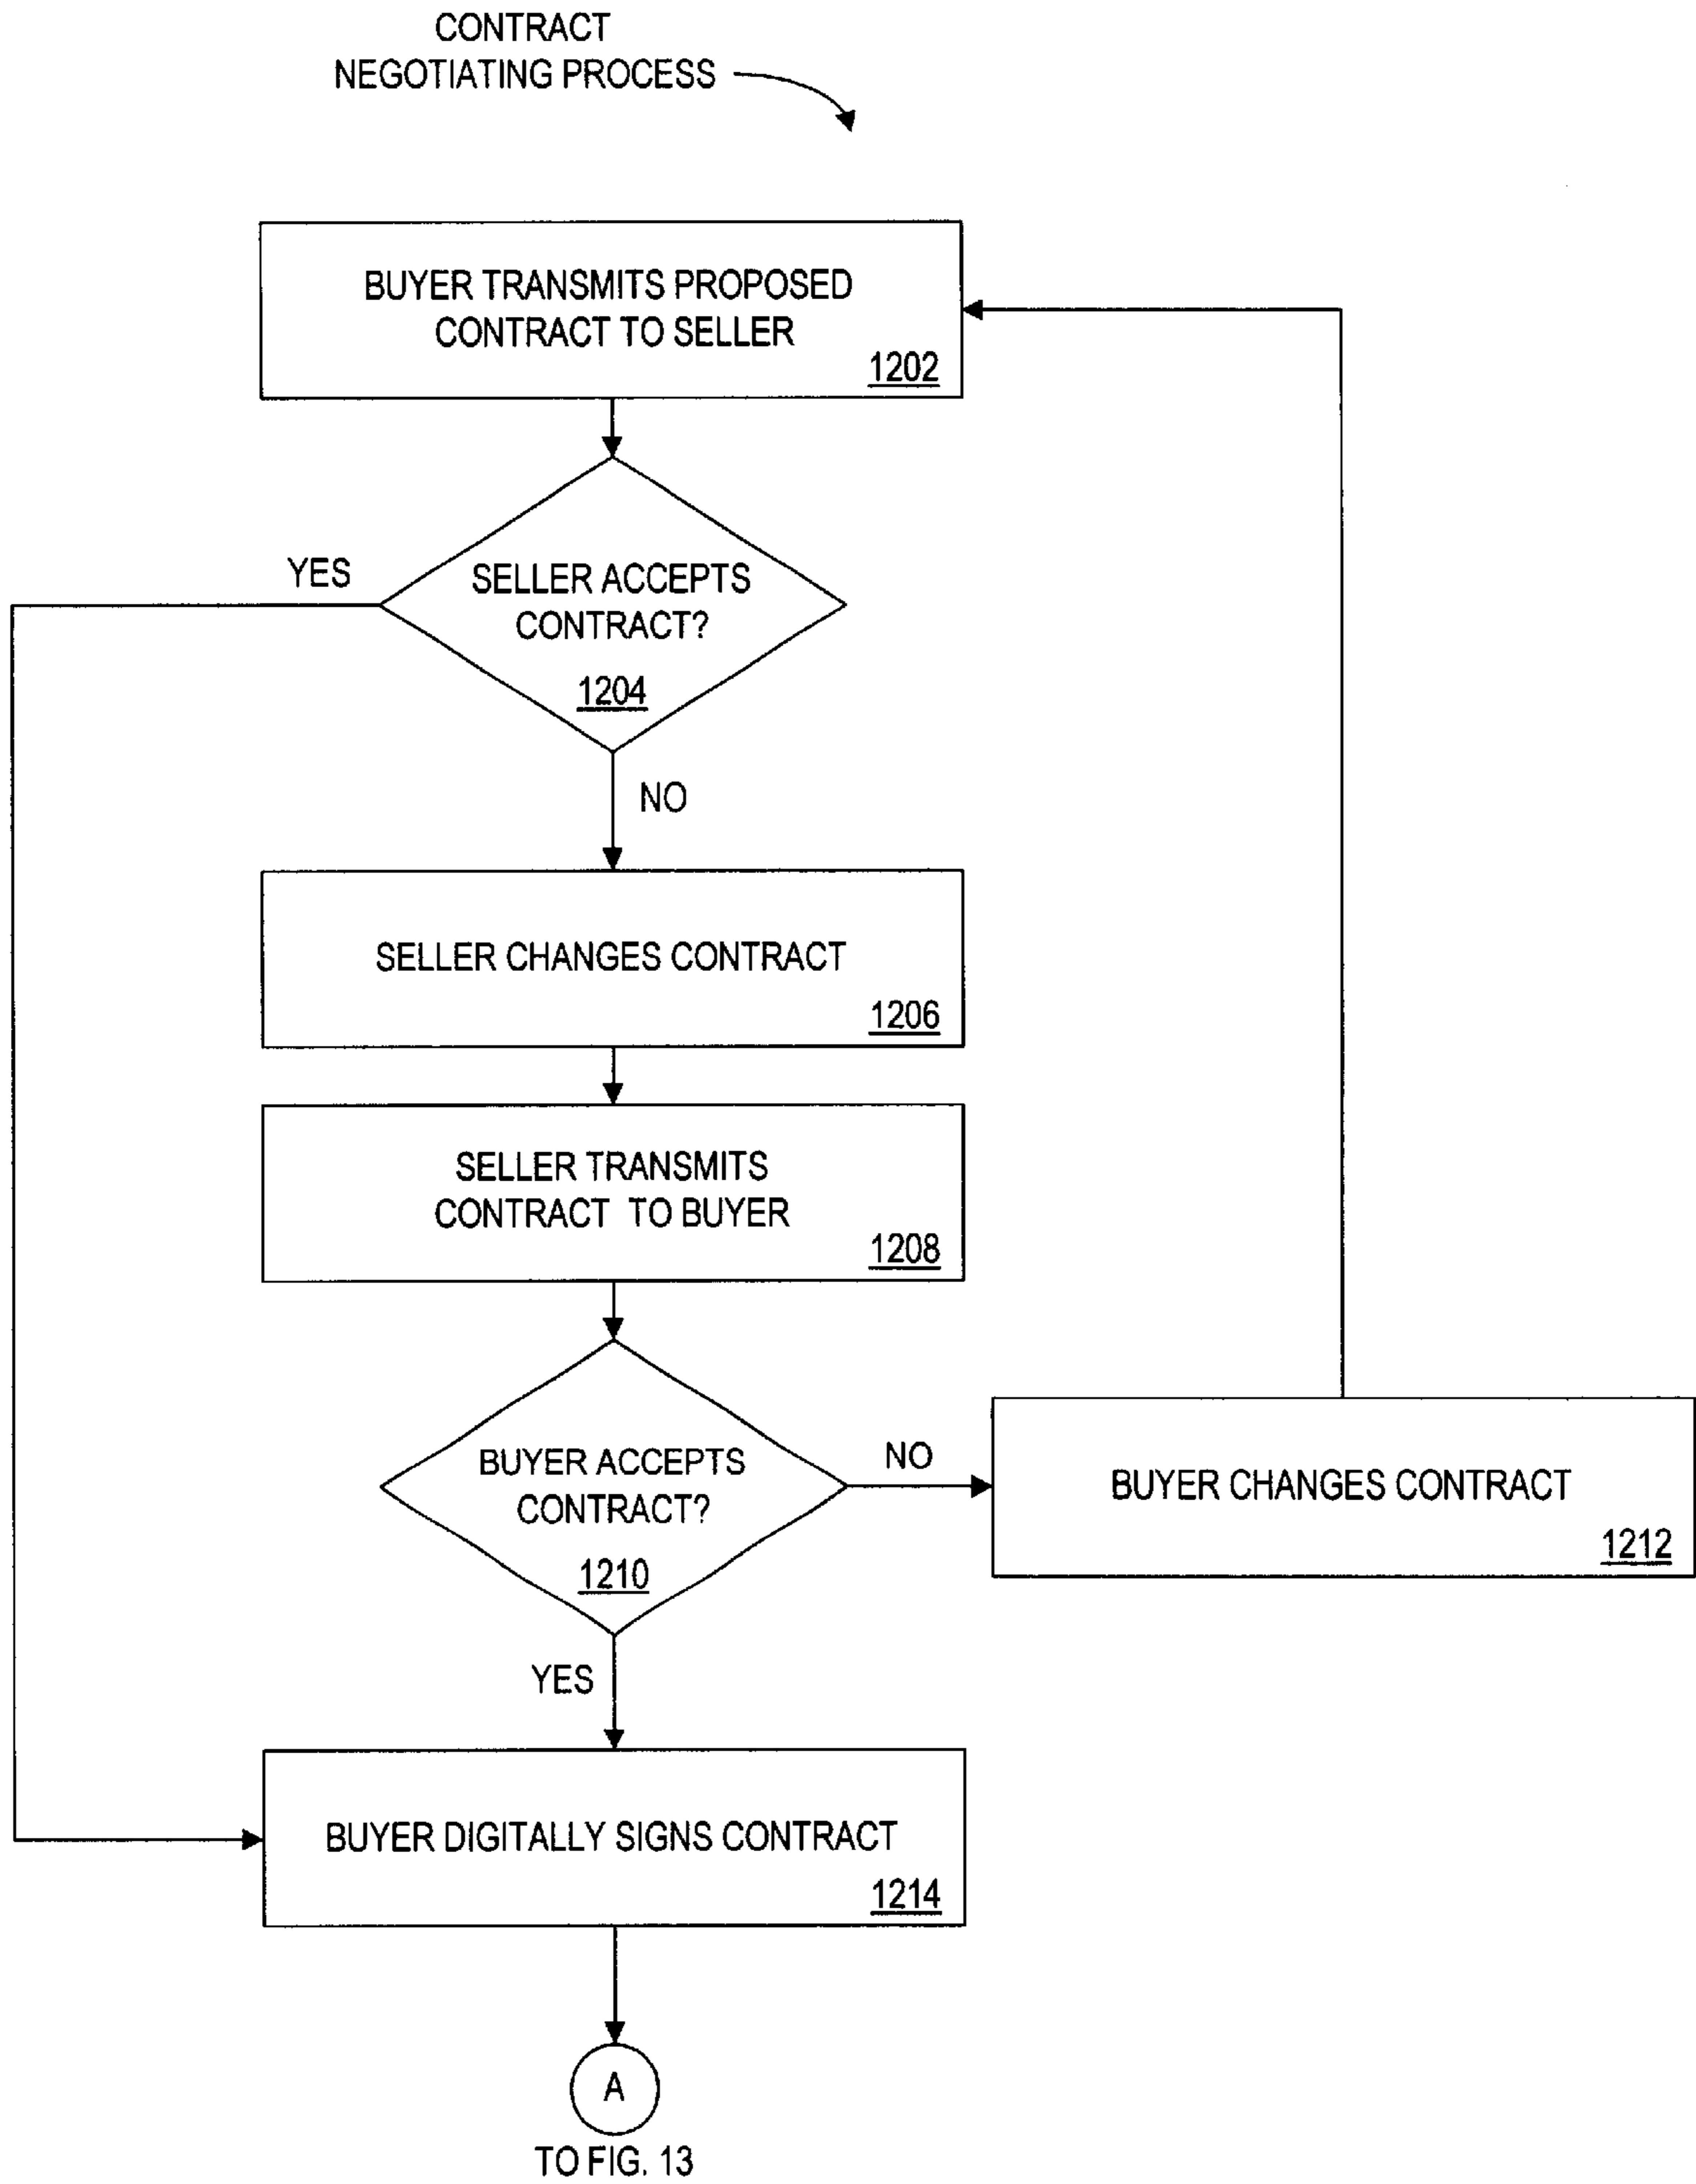 CONTRACT
NEGOTIATING PROCESS
BUYER TRANSMITS PROPOSED
CONTRACT TO SELLER
1202
YES
SELLER ACCEPTS
CONTRACT?
1204
NO
SELLER CHANGES CONTRACT
1206
SELLER TRANSMITS
CONTRACT TO BUYER
1208
BUYER ACCEPTS
CONTRACT?
1210
NO
BUYER CHANGES CONTRACT
1212
YES
BUYER DIGITALLY SIGNS CONTRACT
1214
A
TO FIG. 13